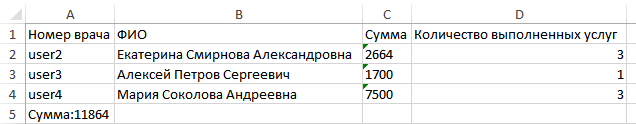 A B C D
1 Номер врача ФИО Сумма Количество выполненных услуг
2 user2 Екатерина Смирнова Александровна 2664 3
3 user3 Алексей Петров Сергеевич 1700 1
4 user4 Мария Соколова Андреевна 7500 3
5 Сумма:11864